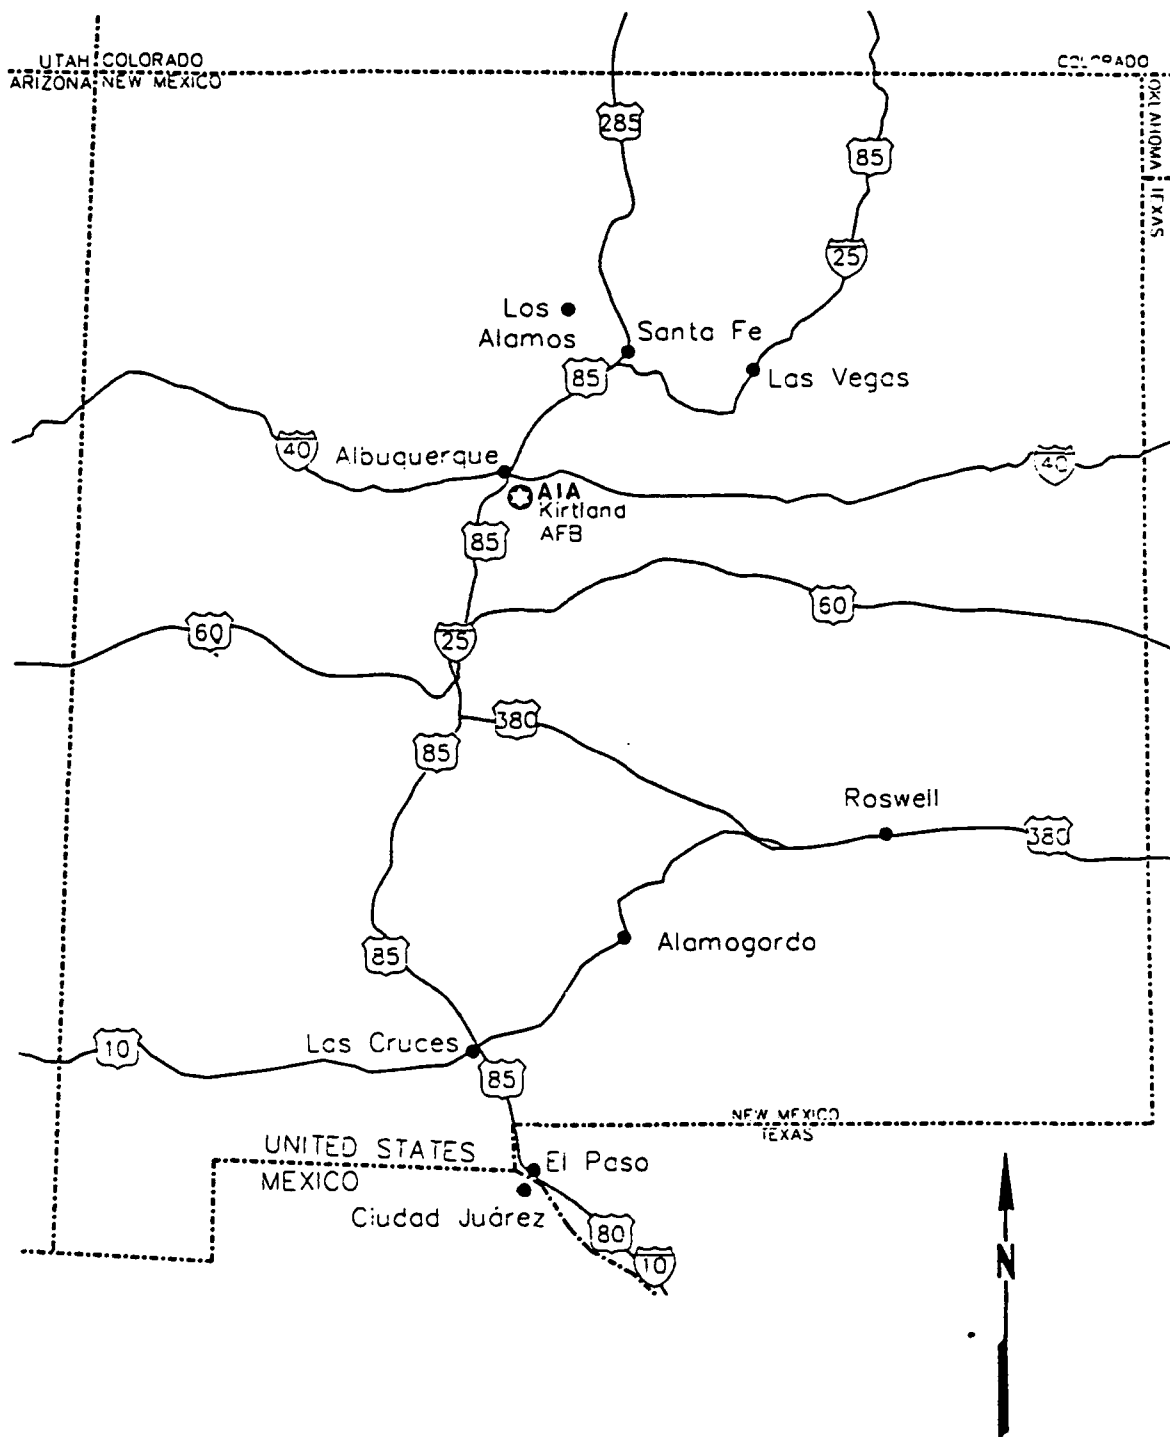 UTAH COLORADO
ARIZONA NEW MEXICO
COLORADO
OKLAHOMA
TEXAS
285
85
25
Los
Alamos
Santa Fe
85
Las Vegas
40
Albuquerque
40
AIA
Kirtland
AFB
85
60
60
25
380
85
Roswell
380
85
Alamogordo
10
Las Cruces
85
NEW MEXICO
TEXAS
UNITED STATES
MEXICO
El Paso
Ciudad Juárez
80
10
N